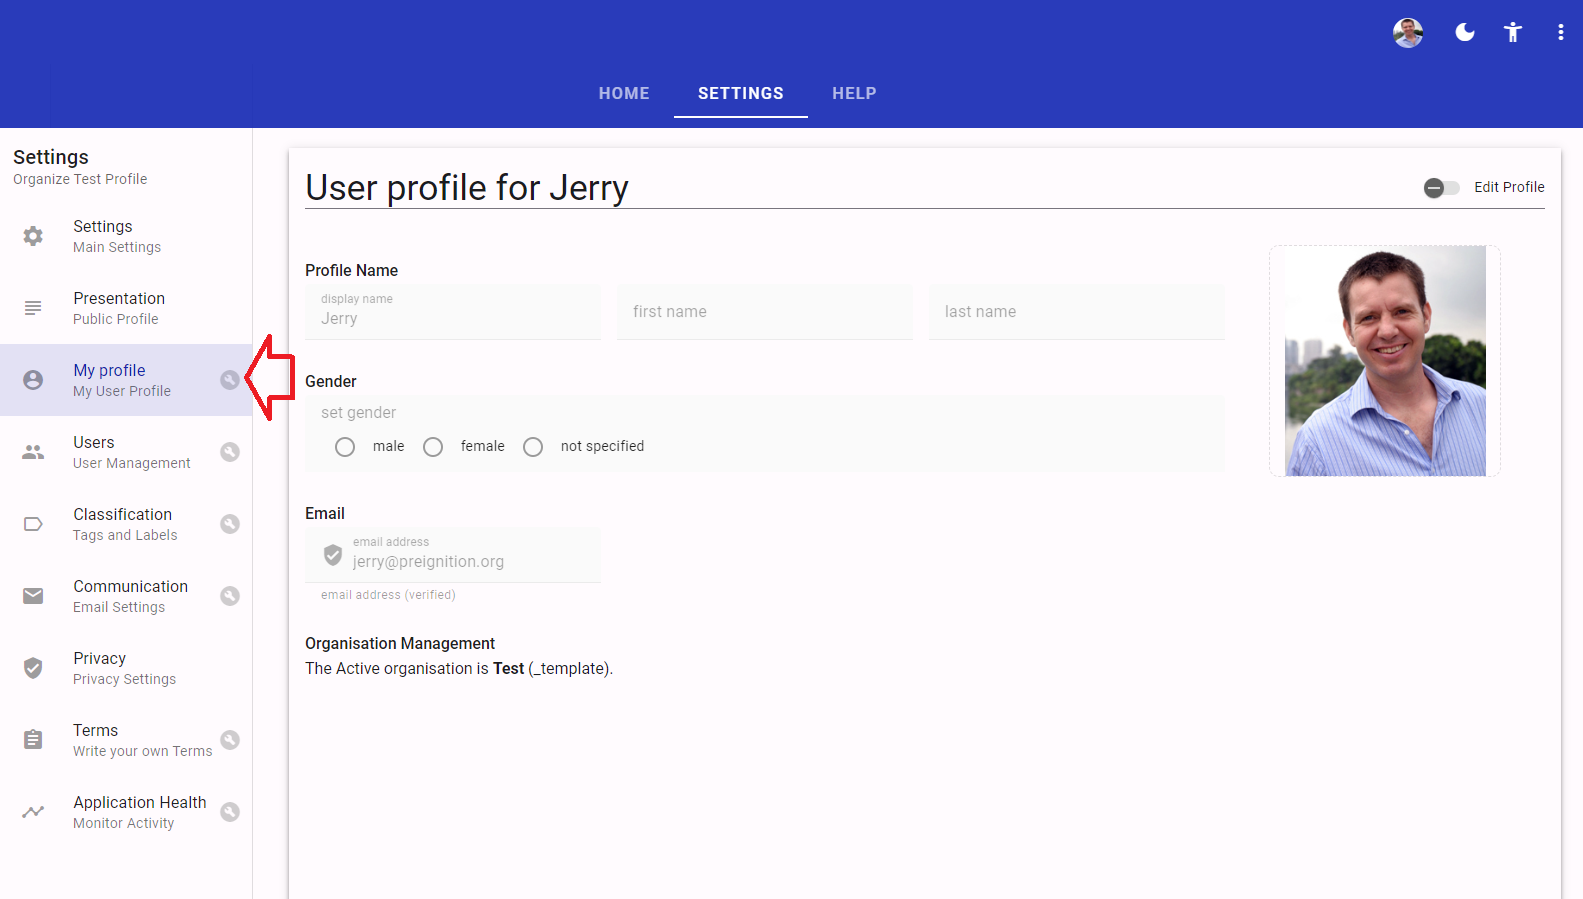 HOME SETTINGS HELP
Settings
Organize Test Profile
Settings
Main Settings
Presentation
Public Profile
My profile
My User Profile
Users
User Management
Classification
Tags and Labels
Communication
Email Settings
Privacy
Privacy Settings
Terms
Write your own Terms
Application Health
Monitor Activity
User profile for Jerry
Edit Profile
Profile Name
display name
Jerry
first name
last name
Gender
set gender
male female not specified
Email
email address
jerry@preignition.org
email address (verified)
Organisation Management
The Active organisation is Test (_template).